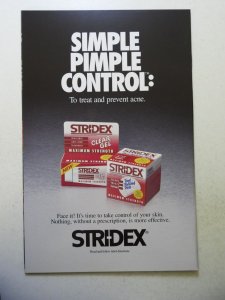 SIMPLE
PIMPLE
CONTROL:
To treat and prevent acne.
STRIDEX
CLEAR
GEL
MAXIMUM STRENGTH
STRIDEX
MAXIMUM STRENGTH
Face it! It's time to take control of your skin.
Nothing, without a prescription, is more effective.
STRIDEX